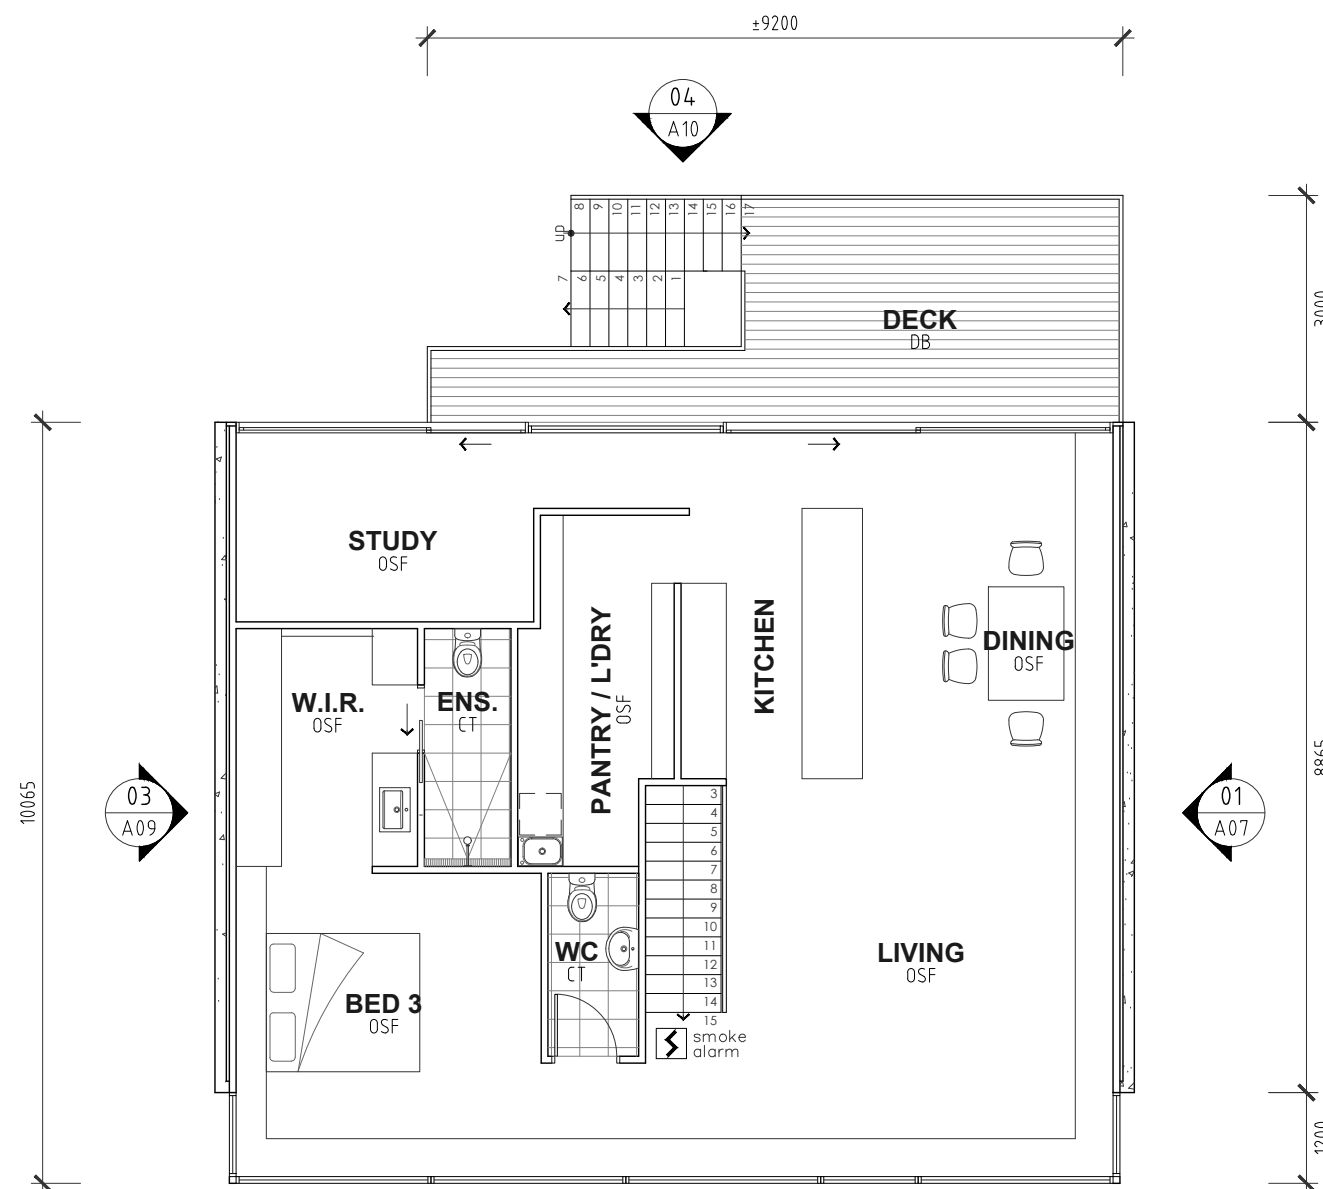 ±9200
04
A10
8 9 10 11 12 13 14 15 16 17
up
7 6 5 4 3 2 1
3000
DECK
DB
STUDY
OSF
KITCHEN
PANTRY / L'DRY
OSF
DINING
OSF
W.I.R.
OSF
ENS.
CT
8865
10065
03
A09
01
A07
3
4
5
6
7
8
9
10
11
12
13
14
15
WC
CT
LIVING
OSF
BED 3
OSF
smoke
alarm
1200